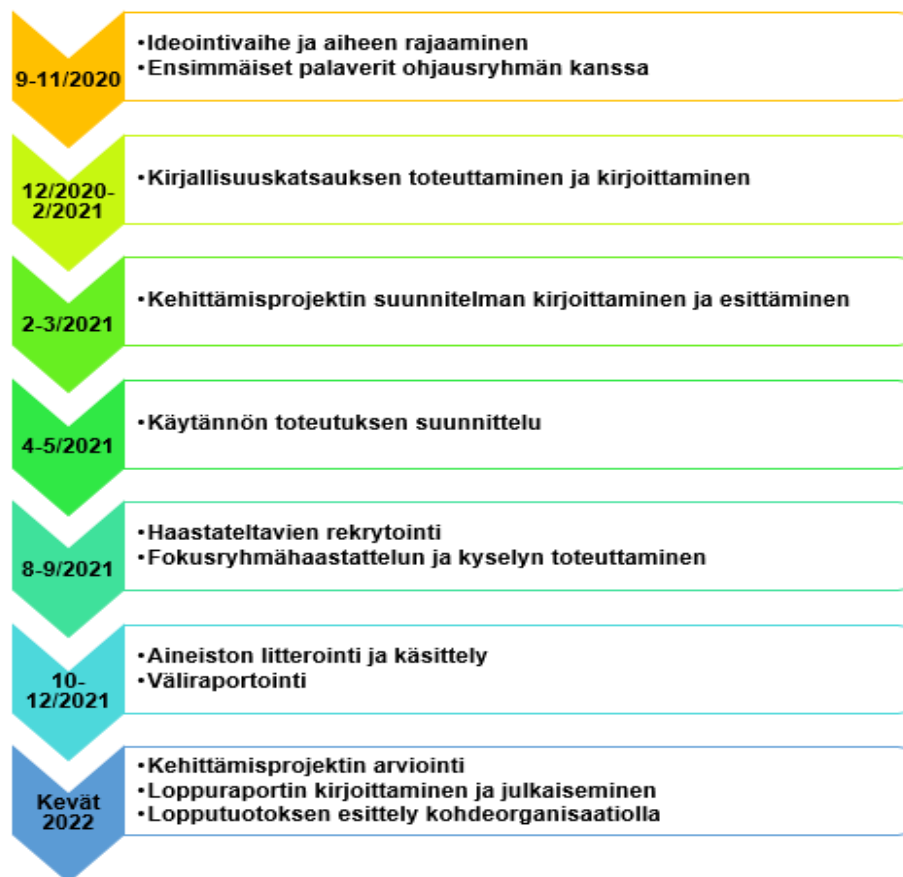 9-11/2020
•Ideointivaihe ja aiheen rajaaminen
•Ensimmäiset palaverit ohjausryhmän kanssa
12/2020-
2/2021
•Kirjallisuuskatsauksen toteuttaminen ja kirjoittaminen
2-3/2021
•Kehittämisprojektin suunnitelman kirjoittaminen ja esittäminen
4-5/2021
•Käytännön toteutuksen suunnittelu
8-9/2021
•Haastateltavien rekrytointi
•Fokusryhmähaastattelun ja kyselyn toteuttaminen
10-
12/2021
•Aineiston litterointi ja käsittely
•Väliraportointi
Kevät
2022
•Kehittämisprojektin arviointi
•Loppuraportin kirjoittaminen ja julkaiseminen
•Lopputuotoksen esittely kohdeorganisaatiolla